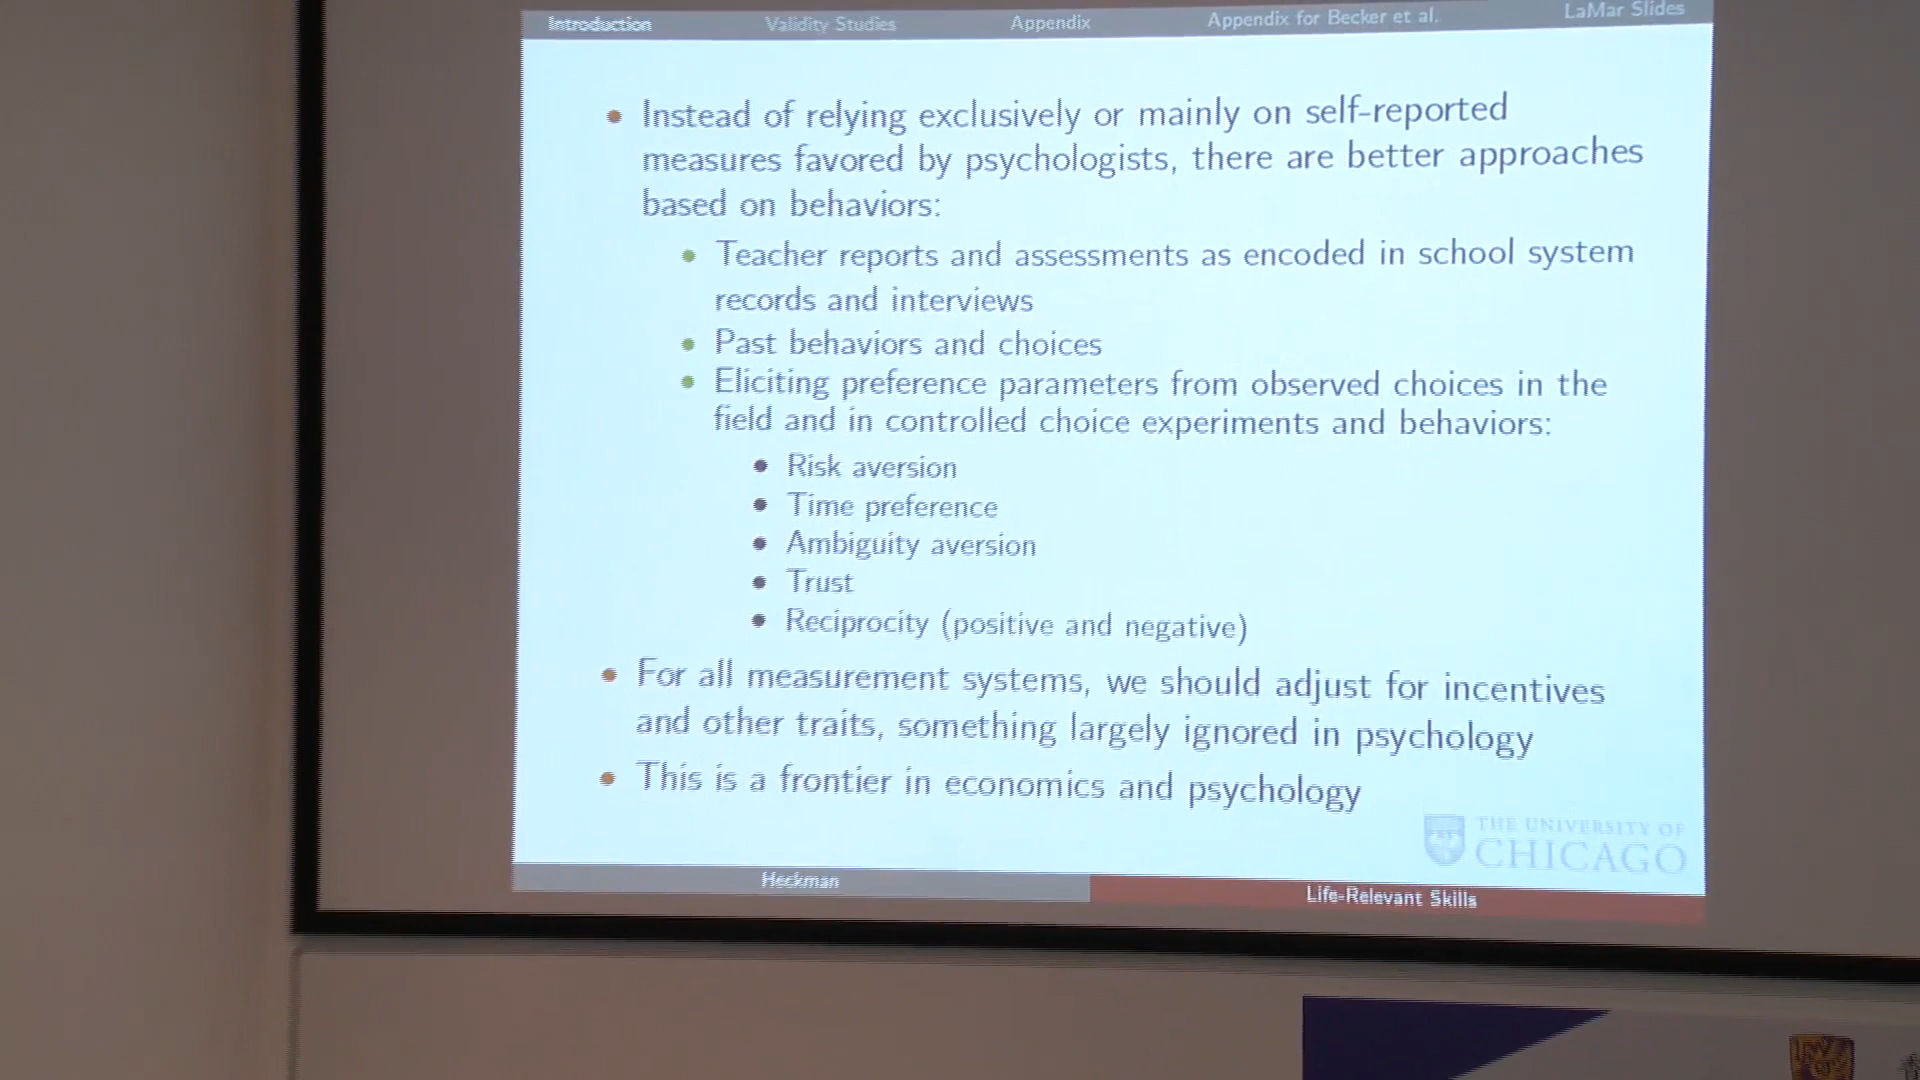 Introduction Validity Studies Appendix Appendix for Becker et al. LaMar Slides
• Instead of relying exclusively or mainly on self-reported
measures favored by psychologists, there are better approaches
based on behaviors:
• Teacher reports and assessments as encoded in school system
records and interviews
• Past behaviors and choices
• Eliciting preference parameters from observed choices in the
field and in controlled choice experiments and behaviors:
• Risk aversion
• Time preference
• Ambiguity aversion
• Trust
• Reciprocity (positive and negative)
• For all measurement systems, we should adjust for incentives
and other traits, something largely ignored in psychology
• This is a frontier in economics and psychology
THE UNIVERSITY OF
CHICAGO
Heckman
Life-Relevant Skills